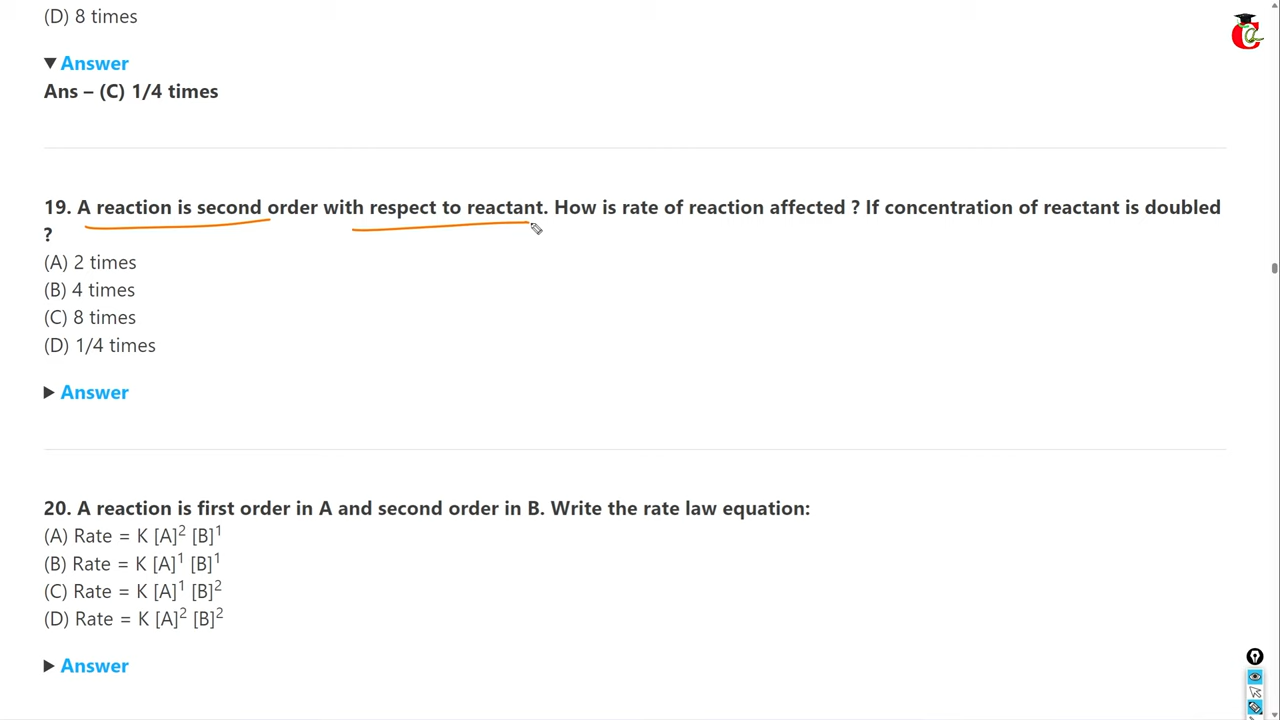 (D) 8 times
Answer
Ans – (C) 1/4 times
19. A reaction is second order with respect to reactant. How is rate of reaction affected ? If concentration of reactant is doubled
?
(A) 2 times
(B) 4 times
(C) 8 times
(D) 1/4 times
Answer
20. A reaction is first order in A and second order in B. Write the rate law equation:
(A) Rate = K [A]² [B]¹
(B) Rate = K [A]¹ [B]¹
(C) Rate = K [A]¹ [B]²
(D) Rate = K [A]² [B]²
Answer